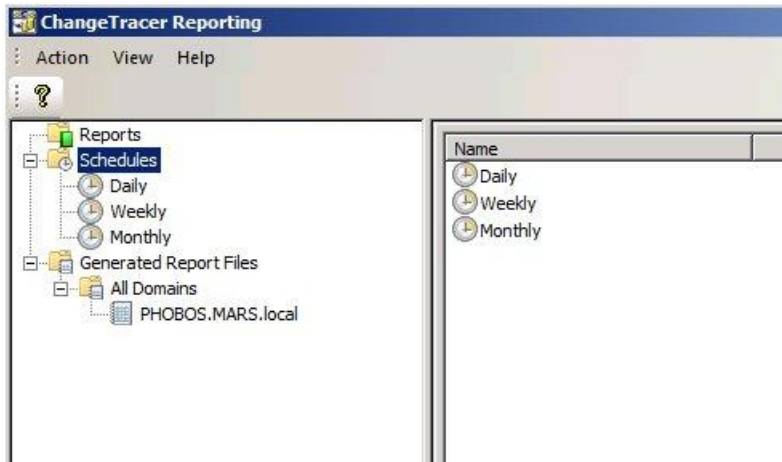 ChangeTracer Reporting
Action View Help
Reports
Schedules
Daily
Weekly
Monthly
Generated Report Files
All Domains
PHOBOS.MARS.local
Name
Daily
Weekly
Monthly